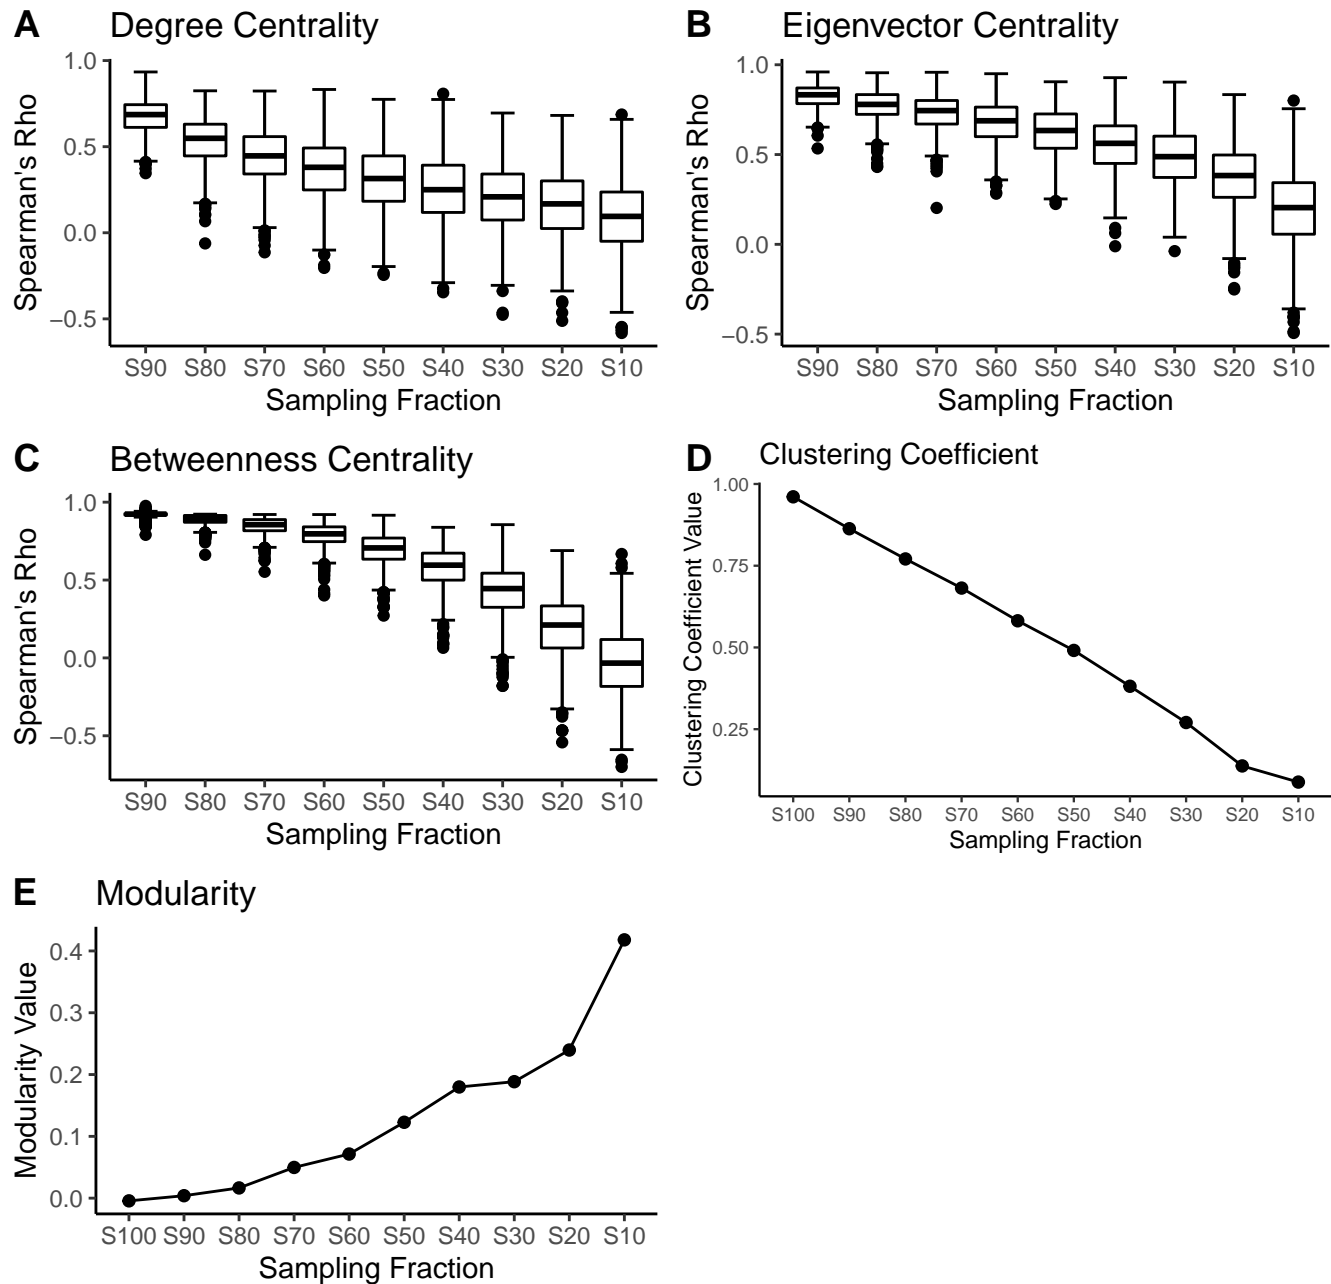 A Degree Centrality
Spearman's Rho
1.0
0.5
0.0
−0.5
S90 S80 S70 S60 S50 S40 S30 S20 S10
Sampling Fraction
B Eigenvector Centrality
Spearman's Rho
1.0
0.5
0.0
−0.5
S90 S80 S70 S60 S50 S40 S30 S20 S10
Sampling Fraction
C Betweenness Centrality
Spearman's Rho
1.0
0.5
0.0
−0.5
S90 S80 S70 S60 S50 S40 S30 S20 S10
Sampling Fraction
D Clustering Coefficient
Clustering Coefficient Value
1.00
0.75
0.50
0.25
S100 S90 S80 S70 S60 S50 S40 S30 S20 S10
Sampling Fraction
E Modularity
Modularity Value
0.4
0.3
0.2
0.1
0.0
S100 S90 S80 S70 S60 S50 S40 S30 S20 S10
Sampling Fraction